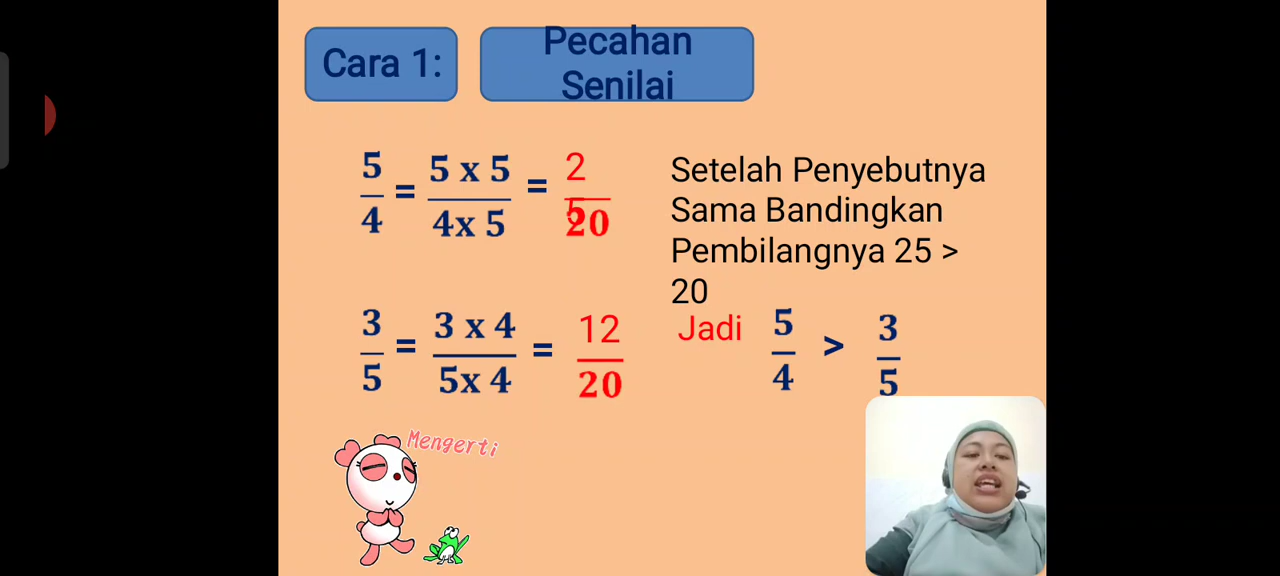 Cara 1:
Pecahan
Senilai
5/4 = 5 x 5/4x 5 = 25/20
Setelah Penyebutnya
Sama Bandingkan
Pembilangnya 25 >
20
3/5 = 3 x 4/5x 4 = 12/20
Jadi 5/4 > 3/5
Mengerti